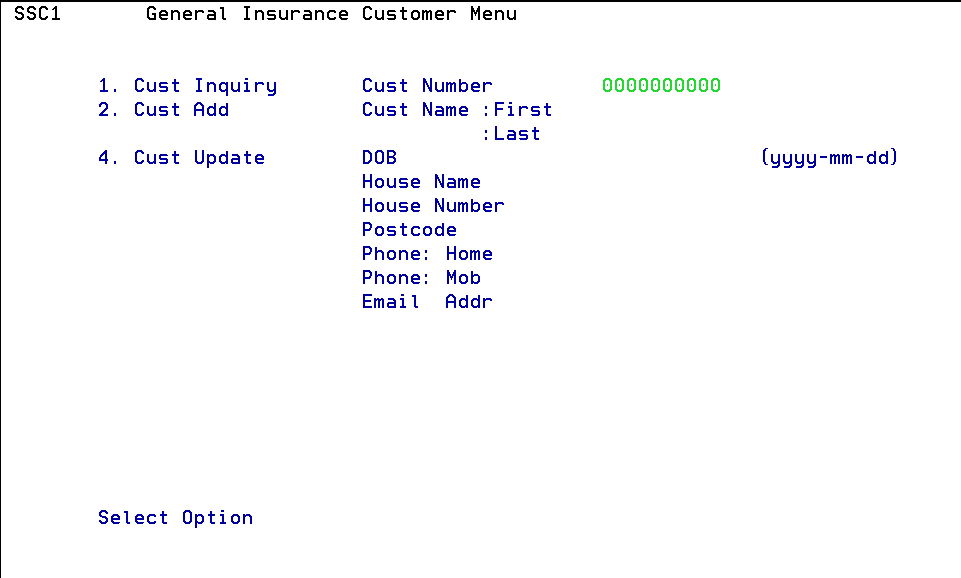 SSC1 General Insurance Customer Menu
1. Cust Inquiry Cust Number 0000000000
2. Cust Add Cust Name :First
:Last
4. Cust Update DOB (yyyy-mm-dd)
House Name
House Number
Postcode
Phone: Home
Phone: Mob
Email Addr
Select Option